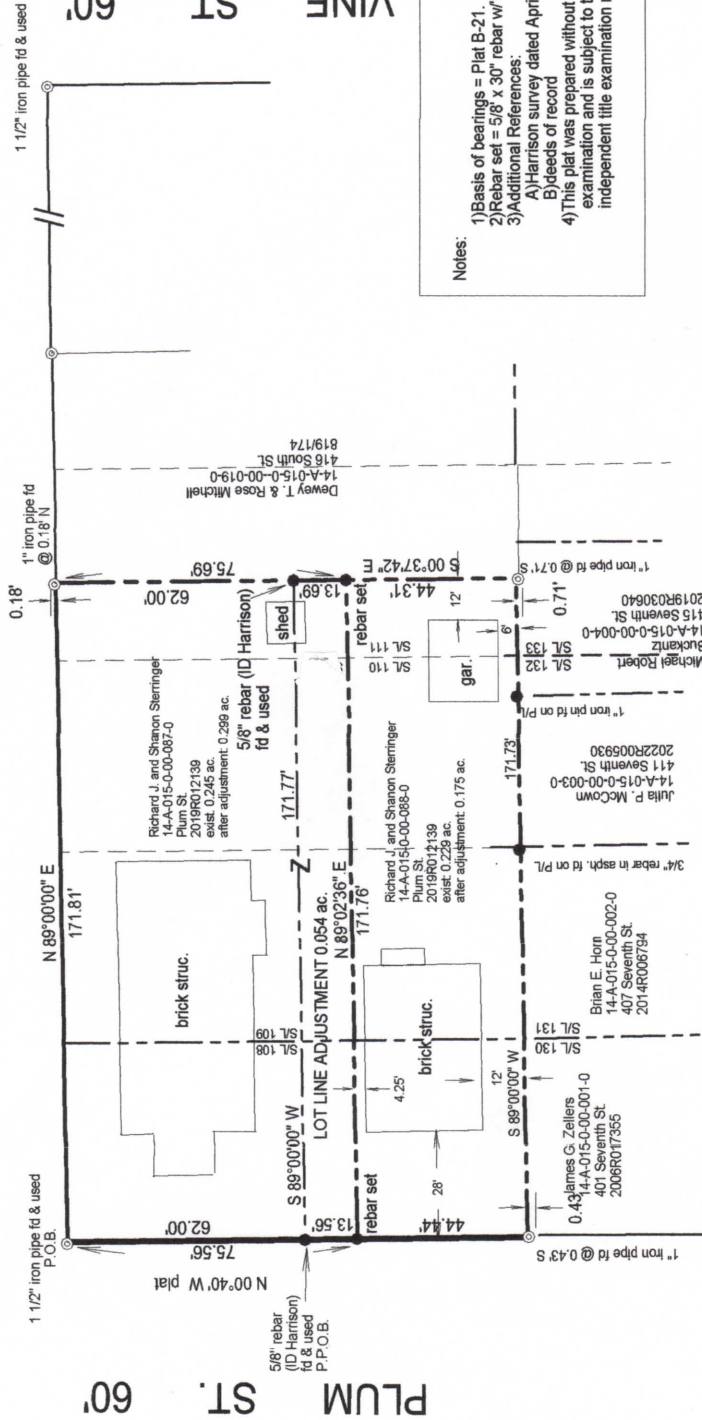 PLUM ST. 60'
VINE ST 60'
1 1/2" iron pipe fd & used
P.O.B.
N 89°00'00" E
171.81'
0.18'
1" iron pipe fd
@ 0.18' N
1 1/2" iron pipe fd & used
N 00°40' W plat
75.56'
62.00'
13.56'
44.44'
5/8" rebar
(ID Harrison)
fd & used
P.P.O.B.
rebar set
brick struc.
S/L 108
S/L 109
Richard J. and Shanon Sterringer
14-A-015-0-00-087-0
Plum St.
2019R012139
exist. 0.245 ac.
after adjustment: 0.299 ac.
S/L 110
S/L 111
62.00'
75.69'
13.69'
44.31'
S 00°37'42" E
5/8" rebar (ID Harrison)
fd & used
shed
rebar set
Dewey T. & Rose Mitchell
14-A-015-0--00-019-0
416 South St.
819/174
S 89°00'00" W
171.77'
Z
LOT LINE ADJUSTMENT 0.054 ac.
N 89°02'36" E
171.76'
4.25'
28'
brick struc.
12'
Richard J. and Shanon Sterringer
14-A-015-0-00-088-0
Plum St.
2019R012139
exist. 0.229 ac.
after adjustment: 0.175 ac.
gar.
12'
6'
S 89°00'00" W
171.73'
0.71'
1" iron pipe fd @ 0.71' S
0.43'
1" iron pipe fd @ 0.43' S
James G. Zellers
14-A-015-0-00-001-0
401 Seventh St.
2006R017355
S/L 130
S/L 131
Brian E. Horn
14-A-015-0-00-002-0
407 Seventh St.
2014R006794
3/4" rebar in asph. fd on P/L
Julia P. McCown
14-A-015-0-00-003-0
411 Seventh St.
2022R005930
1" iron pin fd on P/L
S/L 132
S/L 133
Michael Robert
Buckantz
14-A-015-0-00-004-0
415 Seventh St.
2019R030640
Notes:
1)Basis of bearings = Plat B-21.
2)Rebar set = 5/8' x 30" rebar w/
3)Additional References:
A)Harrison survey dated Apri
B)deeds of record
4)This plat was prepared without
examination and is subject to t
independent title examination